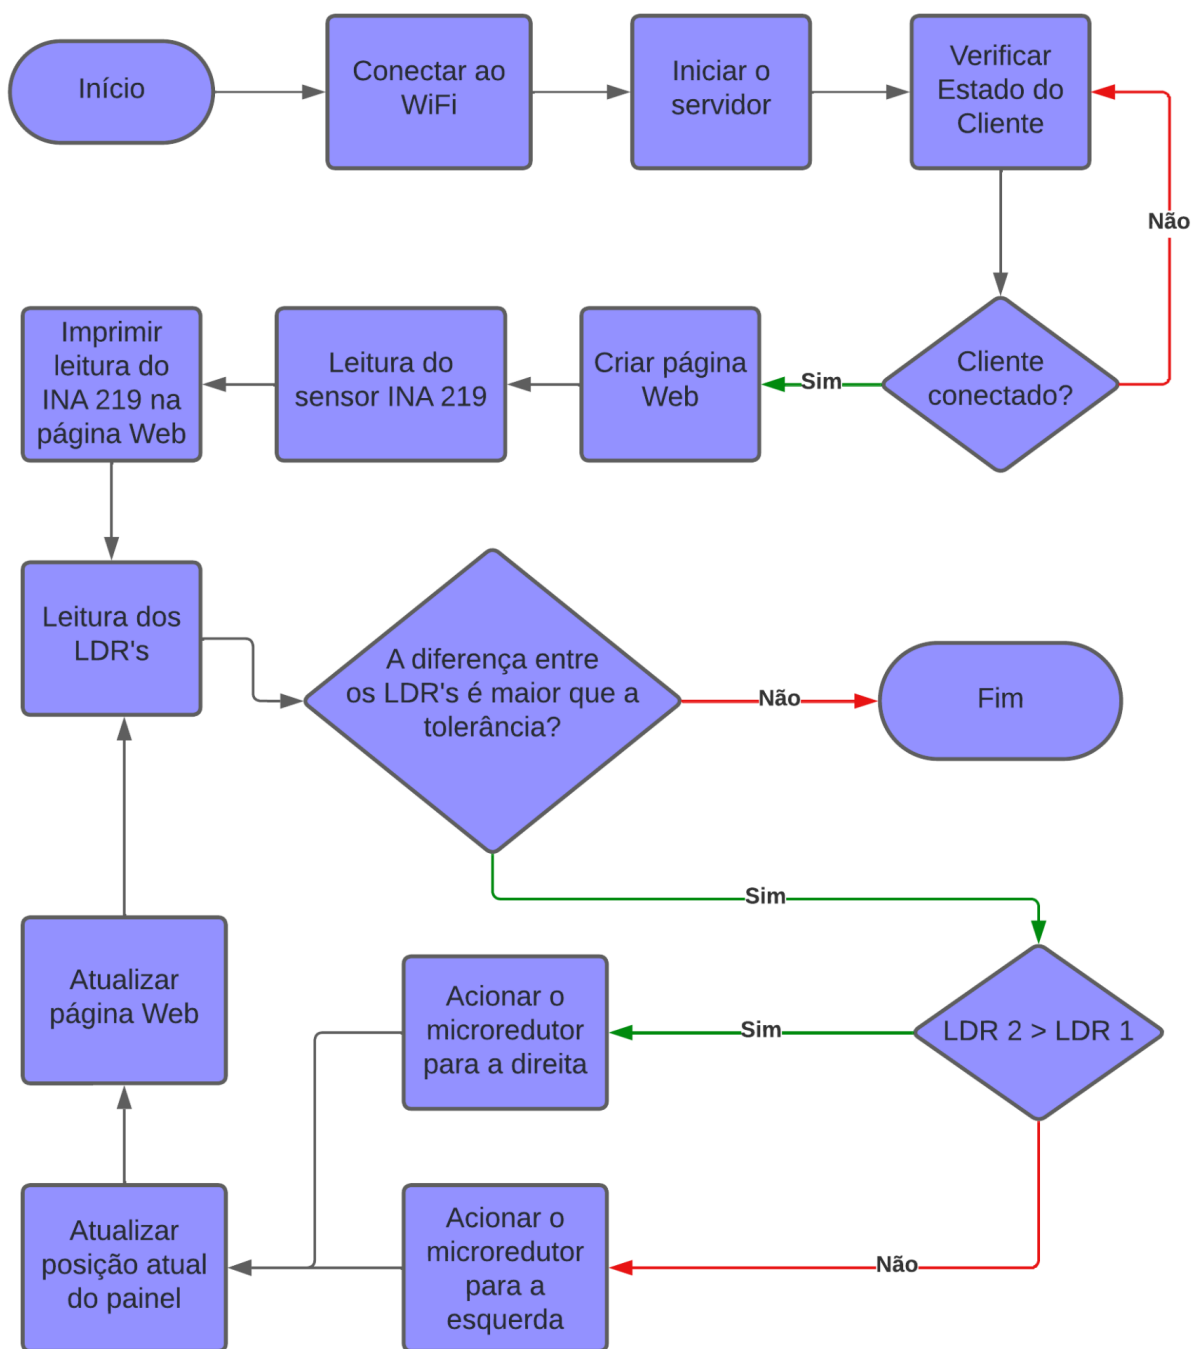 Início
Conectar ao
WiFi
Iniciar o
servidor
Verificar
Estado do
Cliente
Não
Cliente
conectado?
Sim
Criar página
Web
Leitura do
sensor INA 219
Imprimir
leitura do
INA 219 na
página Web
Leitura dos
LDR's
A diferença entre
os LDR's é maior que a
tolerância?
Não
Fim
Sim
LDR 2 > LDR 1
Sim
Acionar o
microredutor
para a direita
Não
Acionar o
microredutor
para a
esquerda
Atualizar
posição atual
do painel
Atualizar
página Web